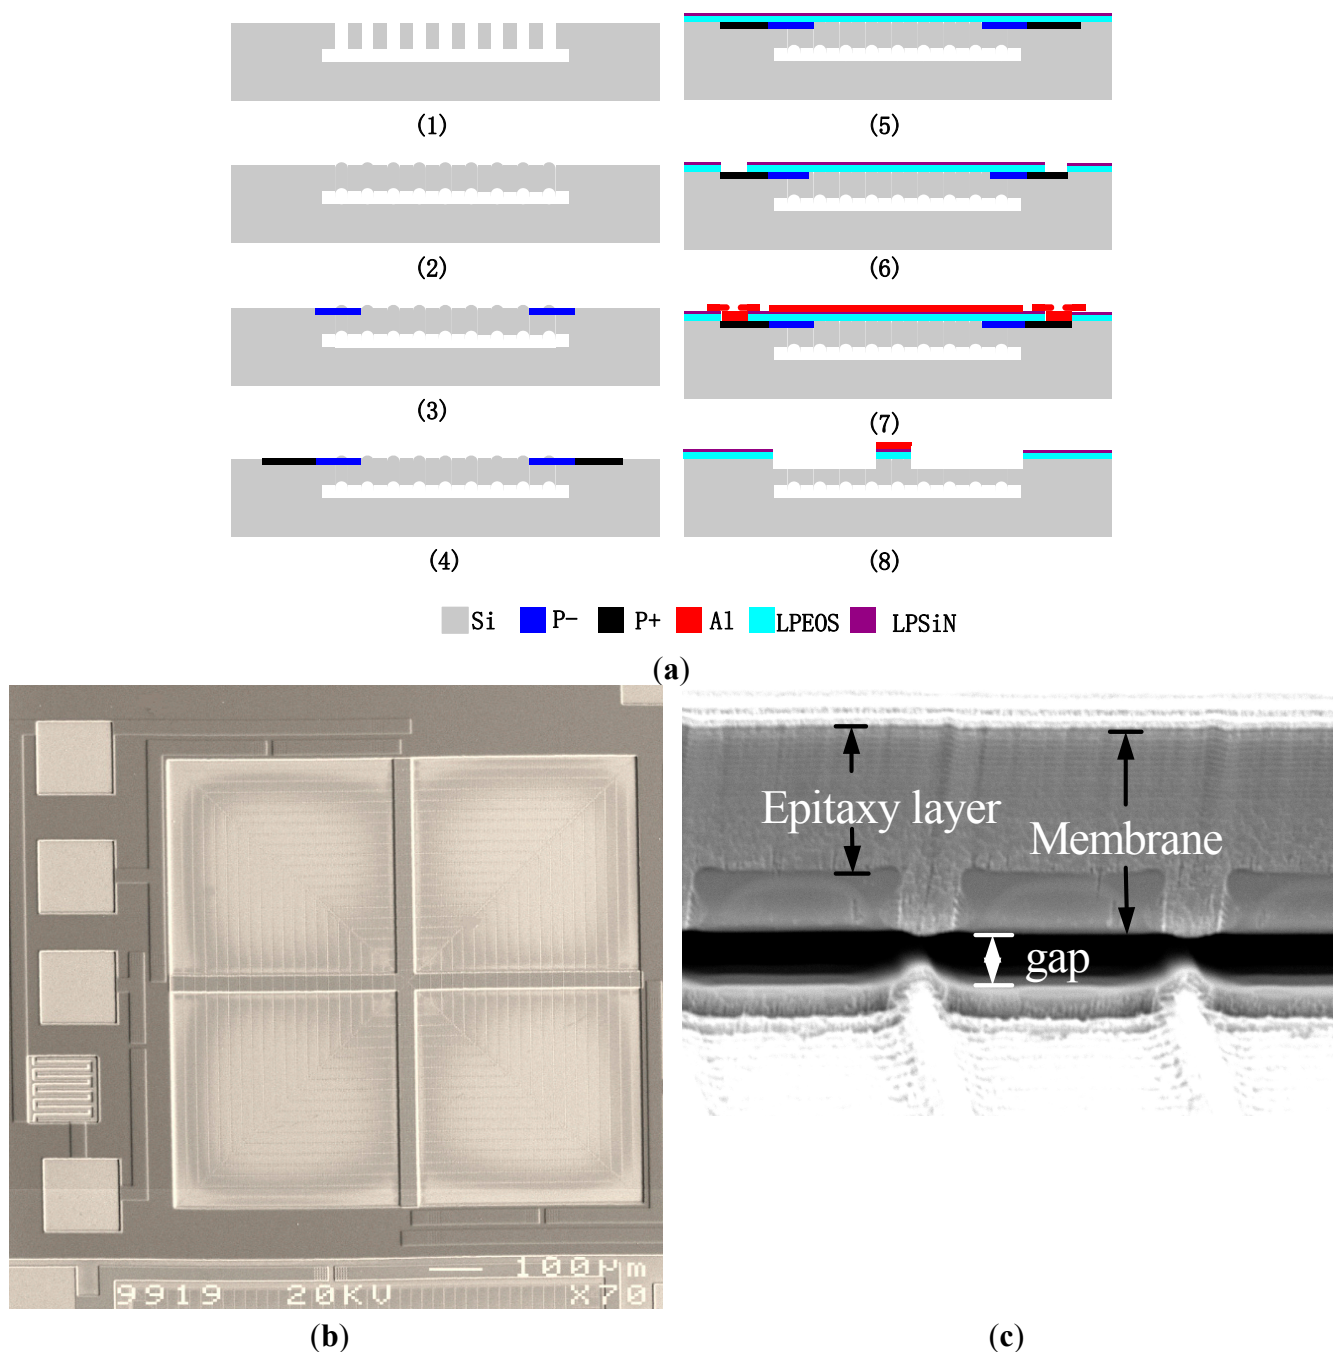 (1)
(5)
(2)
(6)
(3)
(7)
(4)
(8)
Si P- P+ Al LPEOS LPSiN
(a)
Epitaxy layer
Membrane
gap
100μm
9919 20KV X70
(b) (c)